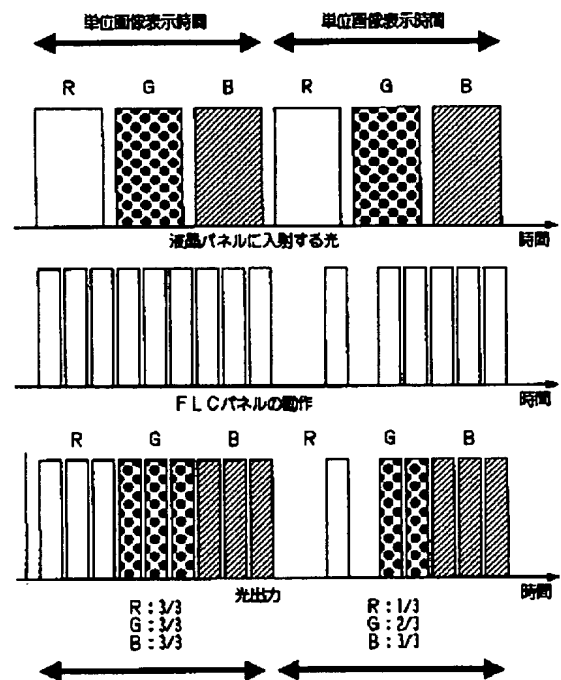 単位画像表示時間 単位画像表示時間
R G B R G B
液晶パネルに入射する光 時間
FLCパネルの動作 時間
R G B R G B
光出力 時間
R:3/3 R:1/3
G:3/3 G:2/3
B:3/3 B:3/3